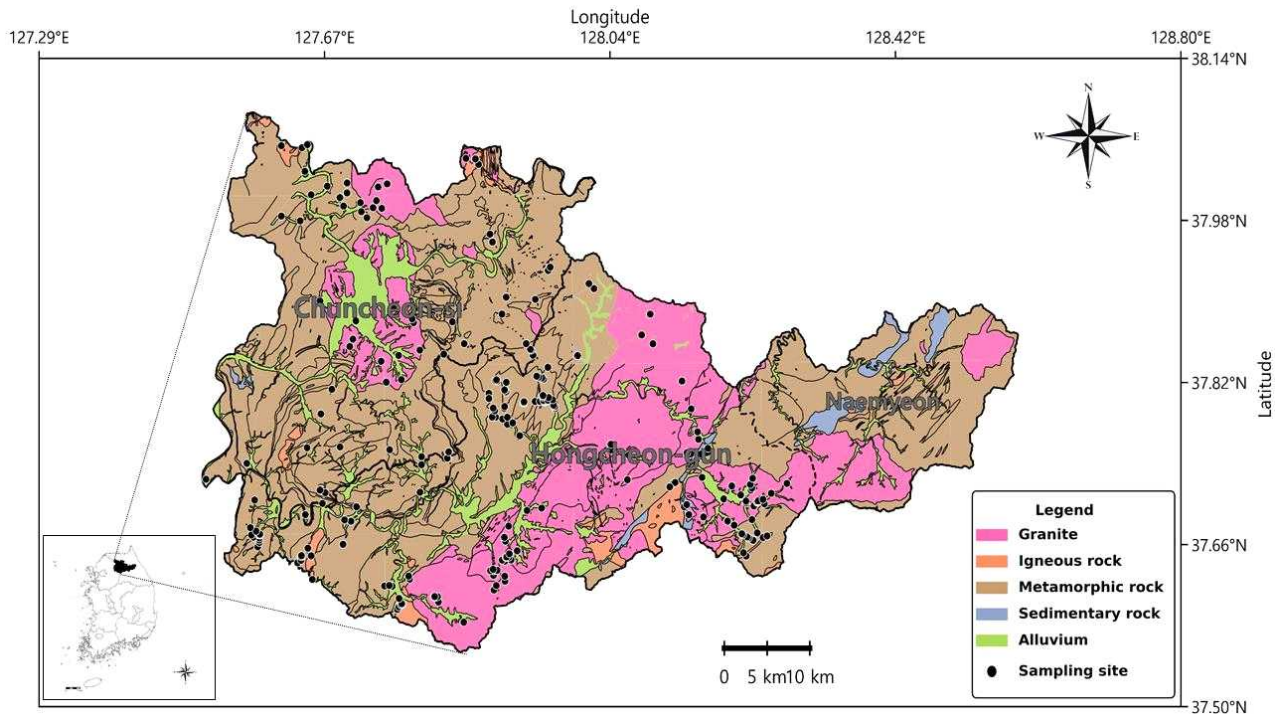 Longitude
127.29°E 127.67°E 128.04°E 128.42°E 128.80°E
38.14°N
N
W E
S
37.98°N
Chuncheon-si
37.82°N
Naemyeon
Latitude
Hongcheon-gun
Legend
Granite
Igneous rock
Metamorphic rock
Sedimentary rock
Alluvium
Sampling site
37.66°N
0 5 km 10 km
37.50°N